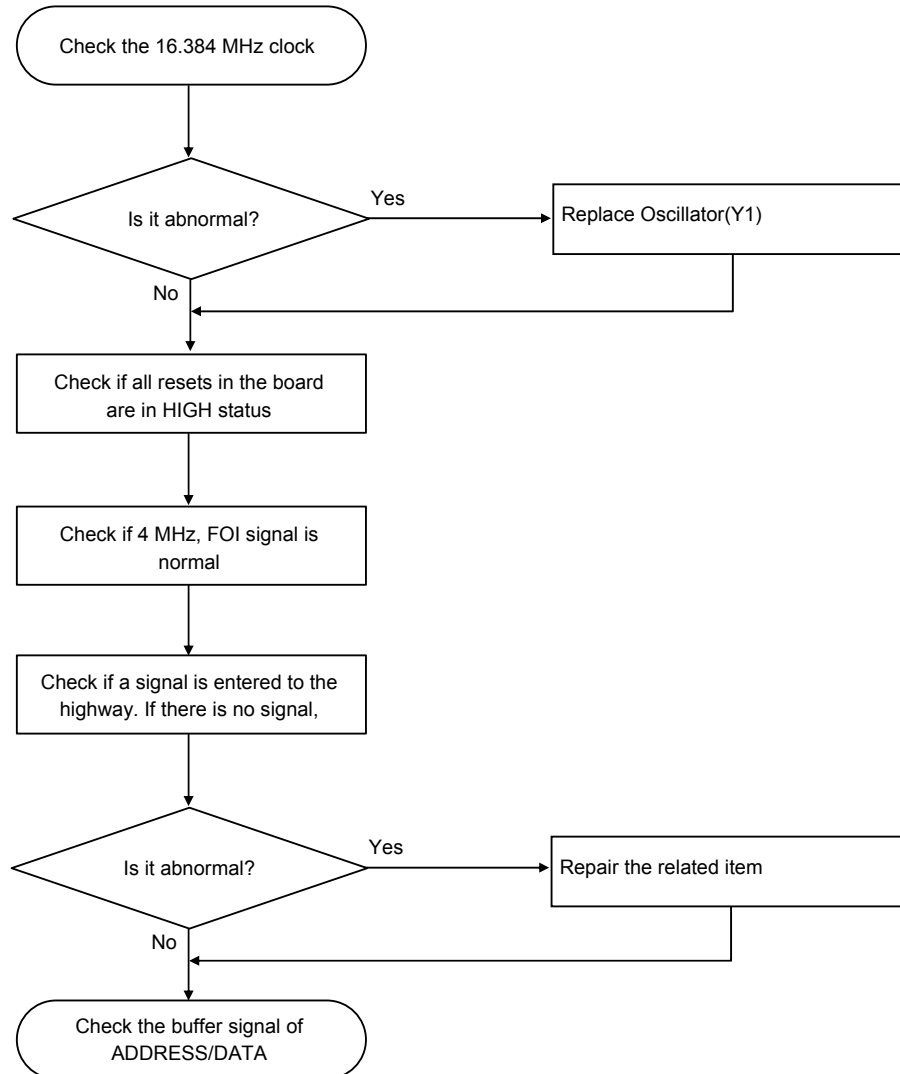 Check the 16.384 MHz clock
Is it abnormal?
Yes
Replace Oscillator(Y1)
No
Check if all resets in the board
are in HIGH status
Check if 4 MHz, FOI signal is
normal
Check if a signal is entered to the
highway. If there is no signal,
Is it abnormal?
Yes
Repair the related item
No
Check the buffer signal of
ADDRESS/DATA